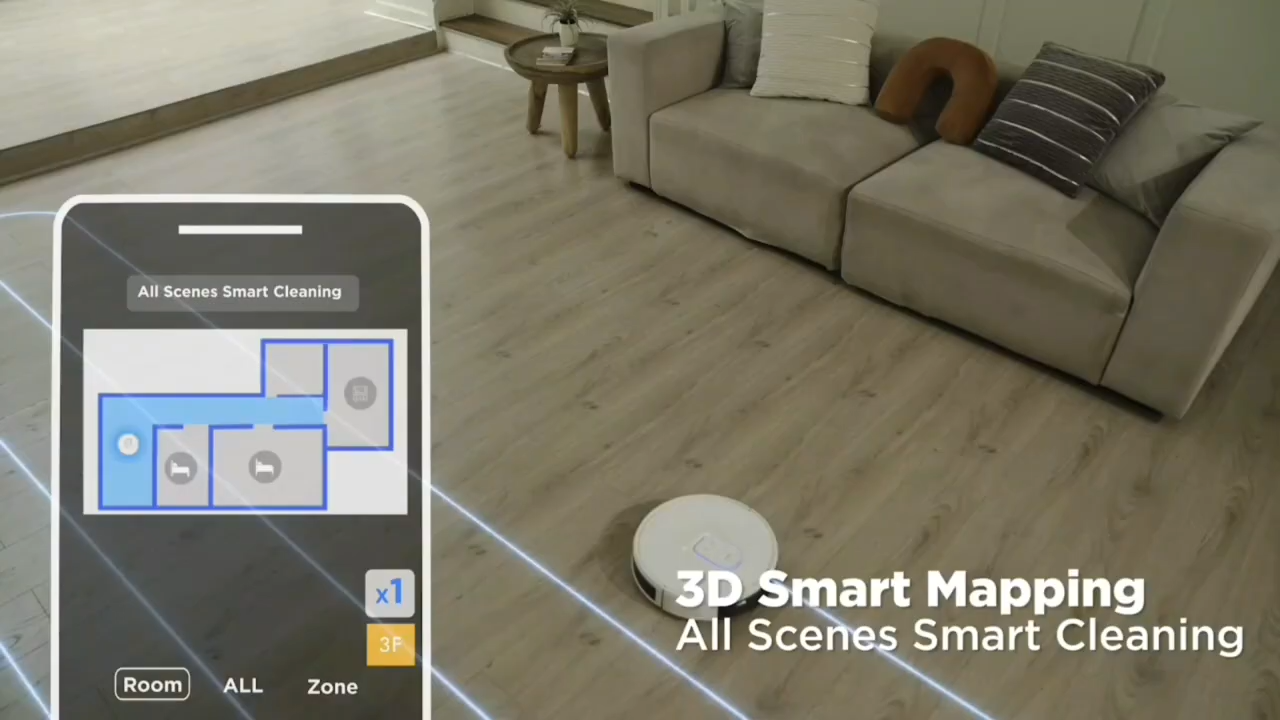 All Scenes Smart Cleaning
x1
3F
Room ALL Zone
3D Smart Mapping
All Scenes Smart Cleaning